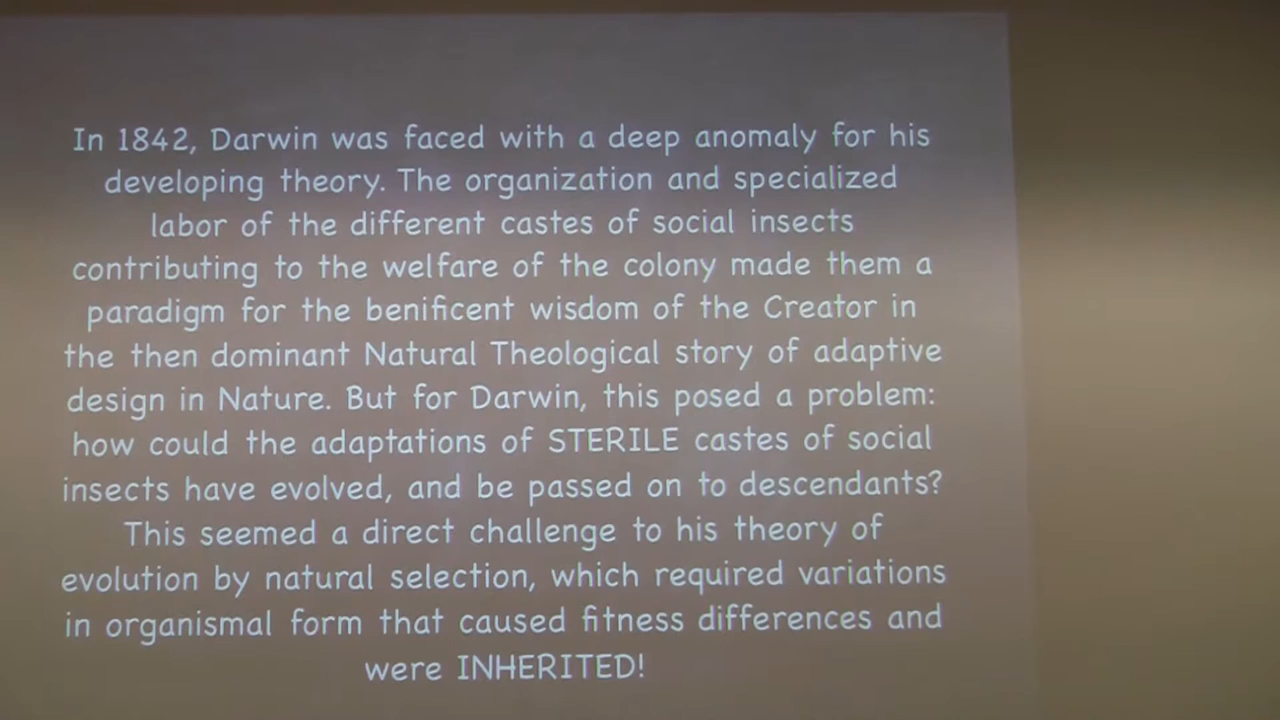 In 1842, Darwin was faced with a deep anomaly for his
developing theory. The organization and specialized
labor of the different castes of social insects
contributing to the welfare of the colony made them a
paradigm for the benificent wisdom of the Creator in
the then dominant Natural Theological story of adaptive
design in Nature. But for Darwin, this posed a problem:
how could the adaptations of STERILE castes of social
insects have evolved, and be passed on to descendants?
This seemed a direct challenge to his theory of
evolution by natural selection, which required variations
in organismal form that caused fitness differences and
were INHERITED!